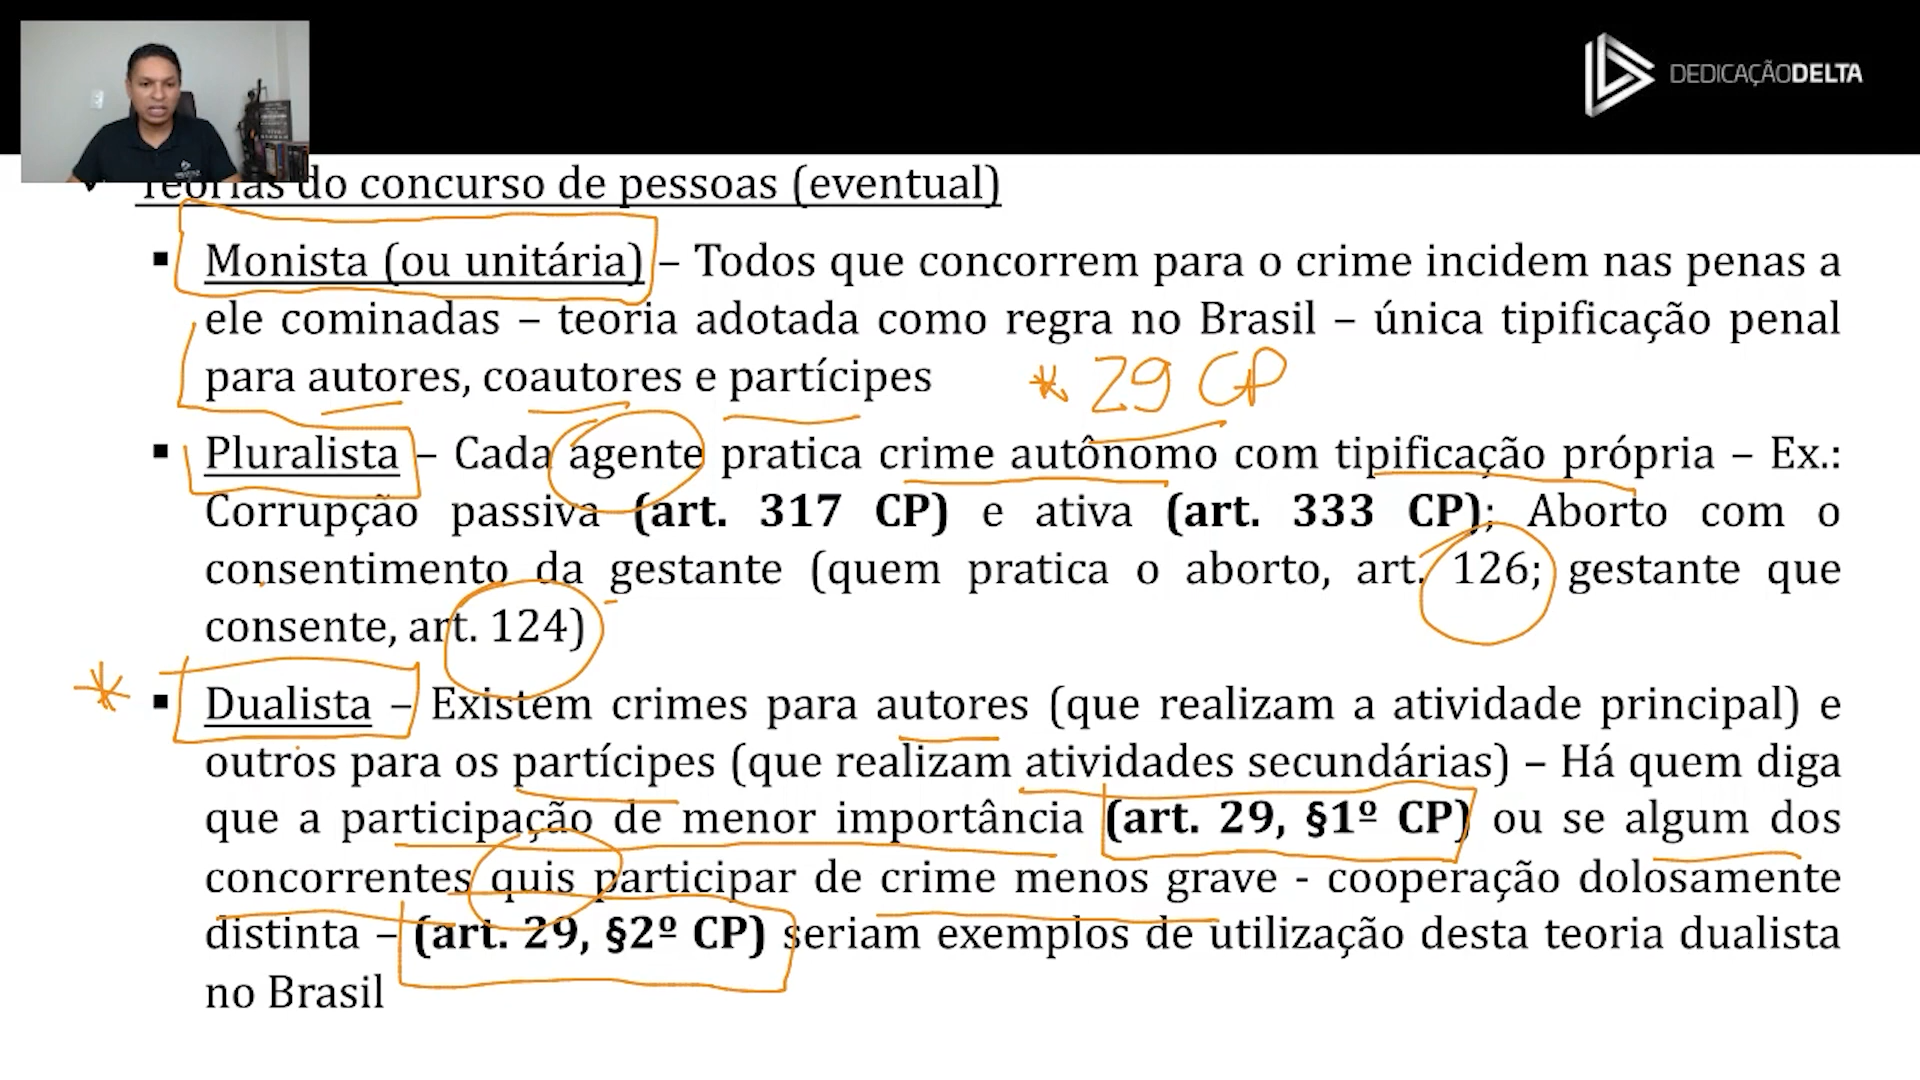 DEDICAÇÃODELTA
Teorias do concurso de pessoas (eventual)
Monista (ou unitária) – Todos que concorrem para o crime incidem nas penas a
ele cominadas – teoria adotada como regra no Brasil – única tipificação penal
para autores, coautores e partícipes * 29 CP
Pluralista – Cada agente pratica crime autônomo com tipificação própria – Ex.:
Corrupção passiva (art. 317 CP) e ativa (art. 333 CP); Aborto com o
consentimento da gestante (quem pratica o aborto, art. 126; gestante que
consente, art. 124)
* Dualista – Existem crimes para autores (que realizam a atividade principal) e
outros para os partícipes (que realizam atividades secundárias) – Há quem diga
que a participação de menor importância (art. 29, §1º CP) ou se algum dos
concorrentes quis participar de crime menos grave - cooperação dolosamente
distinta – (art. 29, §2º CP) seriam exemplos de utilização desta teoria dualista
no Brasil